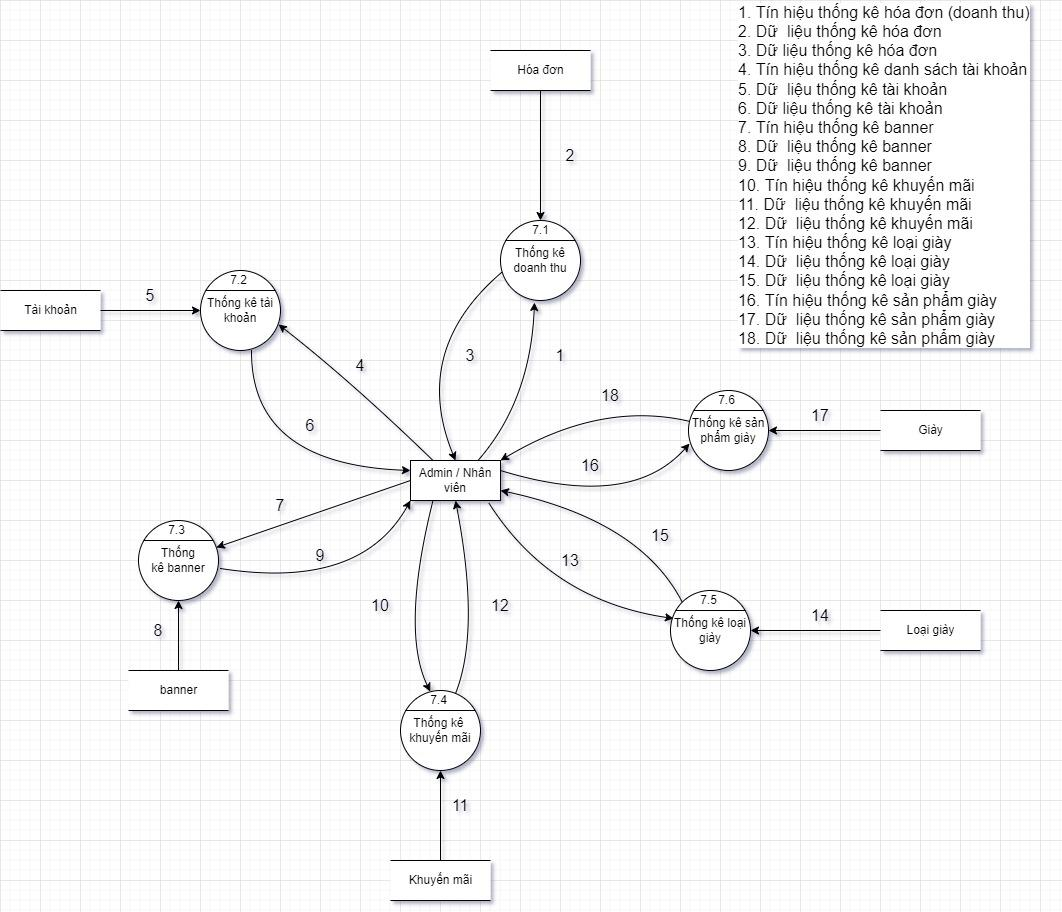 1. Tín hiệu thống kê hóa đơn (doanh thu)
2. Dữ  liệu thống kê hóa đơn
3. Dữ liệu thống kê hóa đơn
4. Tín hiệu thống kê danh sách tài khoản
5. Dữ  liệu thống kê tài khoản
6. Dữ liệu thống kê tài khoản
7. Tín hiệu thống kê banner
8. Dữ  liệu thống kê banner
9. Dữ  liệu thống kê banner
10. Tín hiệu thống kê khuyến mãi
11. Dữ  liệu thống kê khuyến mãi
12. Dữ  liệu thống kê khuyến mãi
13. Tín hiệu thống kê loại giày
14. Dữ  liệu thống kê loại giày
15. Dữ  liệu thống kê loại giày
16. Tín hiệu thống kê sản phẩm giày
17. Dữ  liệu thống kê sản phẩm giày
18. Dữ  liệu thống kê sản phẩm giày
Hóa đơn
2
7.1
Thống kê
doanh thu
7.2
Thống kê tài
khoản
Tài khoản
5
4
3
1
6
18
7.6
Thống kê sản
phẩm giày
17
Giày
16
Admin / Nhân
viên
7
9
7.3
Thống
kê banner
8
banner
10
12
13
15
7.5
Thống kê loại
giày
14
Loại giày
7.4
Thống kê
khuyến mãi
11
Khuyến mãi